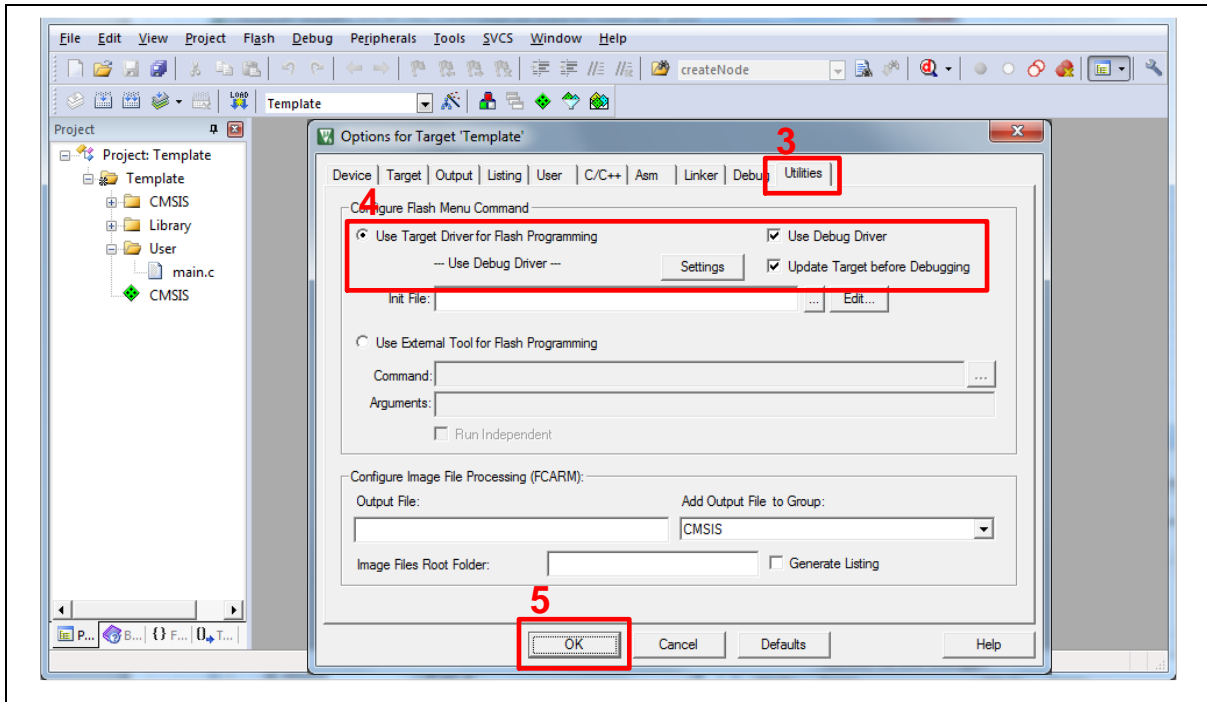 File Edit View Project Flash Debug Peripherals Tools SVCS Window Help
createNode
LOAD Template
Project
Options for Target 'Template'
3
Project: Template
Template
CMSIS
Library
User
main.c
CMSIS
Device Target Output Listing User C/C++ Asm Linker Debug Utilities
4
Configure Flash Menu Command
Use Target Driver for Flash Programming Use Debug Driver
--- Use Debug Driver --- Settings Update Target before Debugging
Init File: ... Edit...
Use External Tool for Flash Programming
Command: ...
Arguments:
Run Independent
Configure Image File Processing (FCARM):
Output File: Add Output File to Group:
CMSIS
Image Files Root Folder: Generate Listing
5
P... B... {} F... 0 T...
OK Cancel Defaults Help